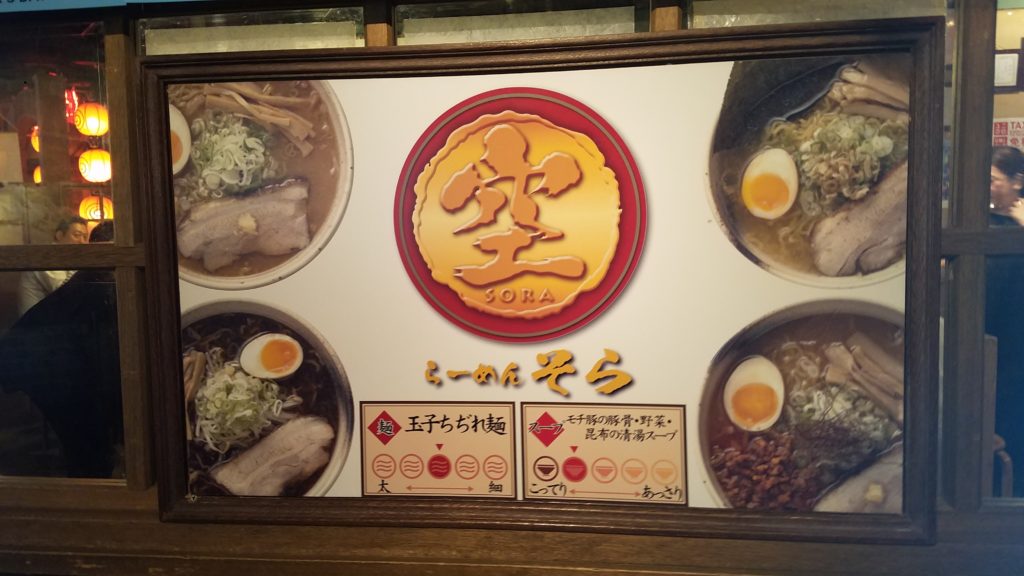 空
SORA
らーめん そら
麺
玉子ちぢれ麺
太 細
スープ
モチ豚の豚骨・野菜・
昆布の清湯スープ
こってり あっさり
TA
免